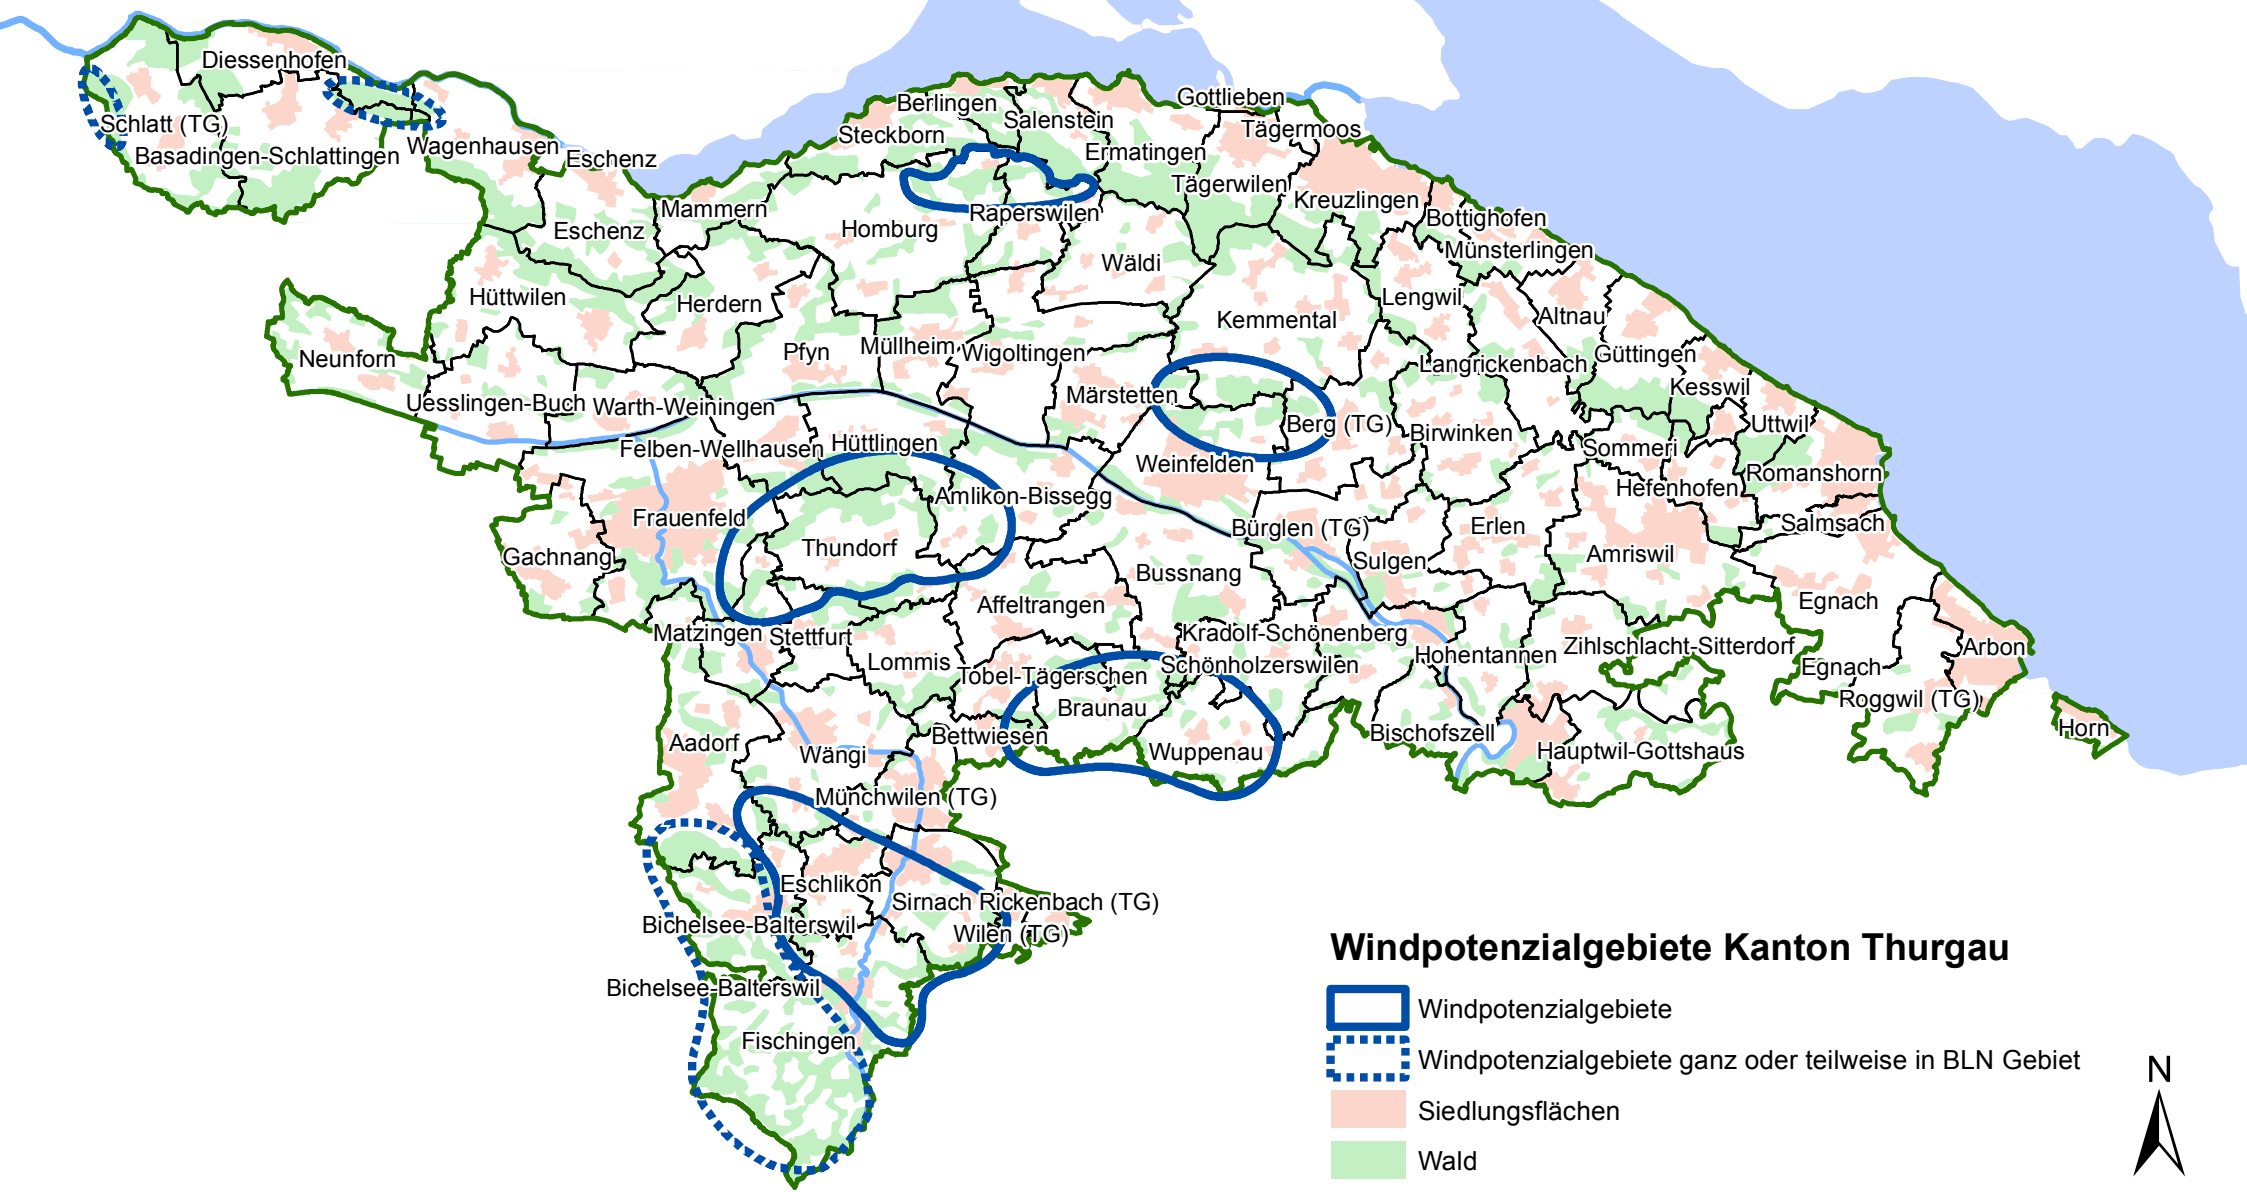 Diessenhofen
Schlatt (TG)
Basadingen-Schlattingen
Wagenhausen
Eschenz
Berlingen
Steckborn
Salenstein
Ermatingen
Gottlieben
Tägermoos
Tägerwilen
Kreuzlingen
Bottighofen
Münsterlingen
Mammern
Eschenz
Homburg
Raperswilen
Wäldi
Hüttwilen
Herdern
Kemmental
Lengwil
Altnau
Neunforn
Pfyn
Müllheim
Wigoltingen
Langrickenbach
Güttingen
Kesswil
Uesslingen-Buch
Warth-Weiningen
Märstetten
Berg (TG)
Birwinken
Uttwil
Felben-Wellhausen
Hüttlingen
Weinfelden
Sommeri
Romanshorn
Hefenhofen
Amlikon-Bissegg
Frauenfeld
Bürglen (TG)
Erlen
Salmsach
Gachnang
Thundorf
Sulgen
Amriswil
Bussnang
Affeltrangen
Egnach
Matzingen
Stettfurt
Kradolf-Schönenberg
Lommis
Schönholzerswilen
Hohentannen
Zihlschlacht-Sitterdorf
Arbon
Tobel-Tägerschen
Egnach
Braunau
Roggwil (TG)
Aadorf
Bettwiesen
Wängi
Wuppenau
Bischofszell
Hauptwil-Gottshaus
Horn
Münchwilen (TG)
Eschlikon
Sirnach
Rickenbach (TG)
Bichelsee-Balterswil
Wilen (TG)
Bichelsee-Balterswil
Fischingen
Windpotenzialgebiete Kanton Thurgau
Windpotenzialgebiete
Windpotenzialgebiete ganz oder teilweise in BLN Gebiet
Siedlungsflächen
Wald
N